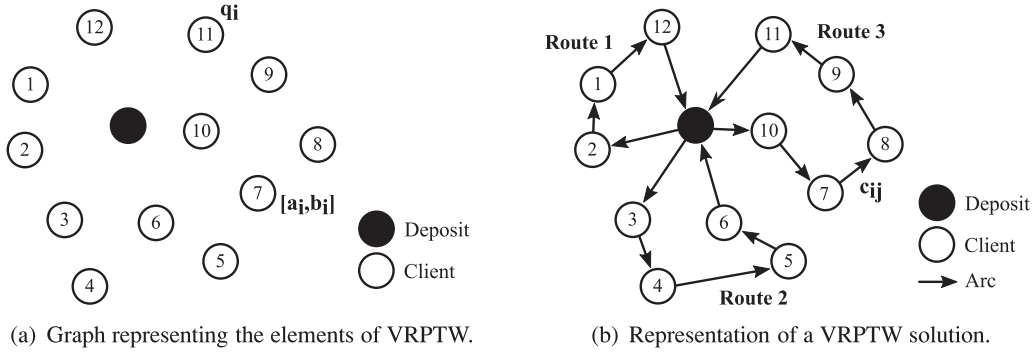 12
11
qi
1
9
10
2
8
7
[ai,bi]
3
6
5
4
Deposit
Client
(a) Graph representing the elements of VRPTW.
Route 1
12
11
Route 3
1
9
10
2
8
7
cij
3
6
5
4
Route 2
Deposit
Client
Arc
(b) Representation of a VRPTW solution.